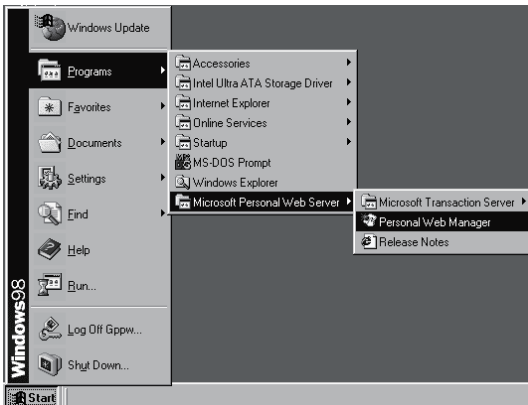 Windows Update
Programs
Favorites
Documents
Settings
Find
Help
Run...
Log Off Gppw...
Shut Down...
Windows98
Start
Accessories
Intel Ultra ATA Storage Driver
Internet Explorer
Online Services
Startup
MS-DOS Prompt
Windows Explorer
Microsoft Personal Web Server
Microsoft Transaction Server
Personal Web Manager
Release Notes